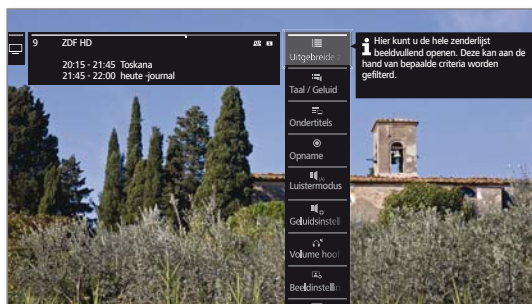 9 ZDF HD
20:15 - 21:45 Toskana
21:45 - 22:00 heute -journal
Uitgebreide
Taal / Geluid
Ondertitels
Opname
Luistermodus
Geluidsinstell
Volume hoof
Beeldinstellin
Hier kunt u de hele zenderlijst
beeldvullend openen. Deze kan aan de
hand van bepaalde criteria worden
gefilterd.